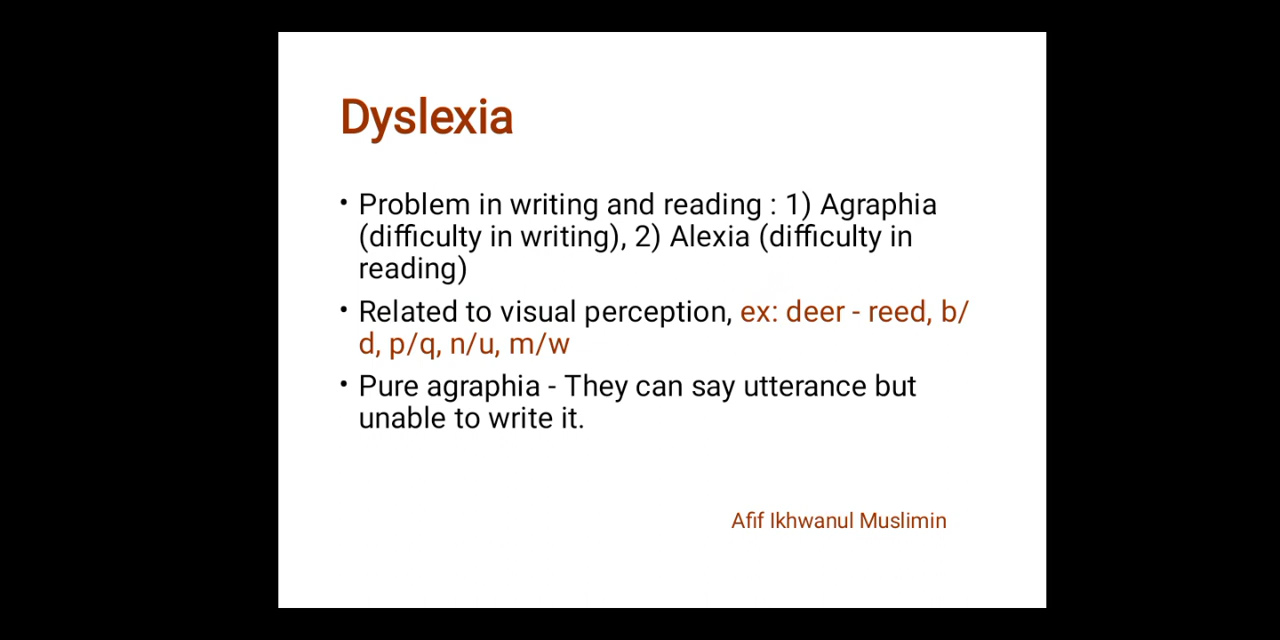 Dyslexia
• Problem in writing and reading : 1) Agraphia
(difficulty in writing), 2) Alexia (difficulty in
reading)
• Related to visual perception, ex: deer - reed, b/
d, p/q, n/u, m/w
• Pure agraphia - They can say utterance but
unable to write it.
Afif Ikhwanul Muslimin